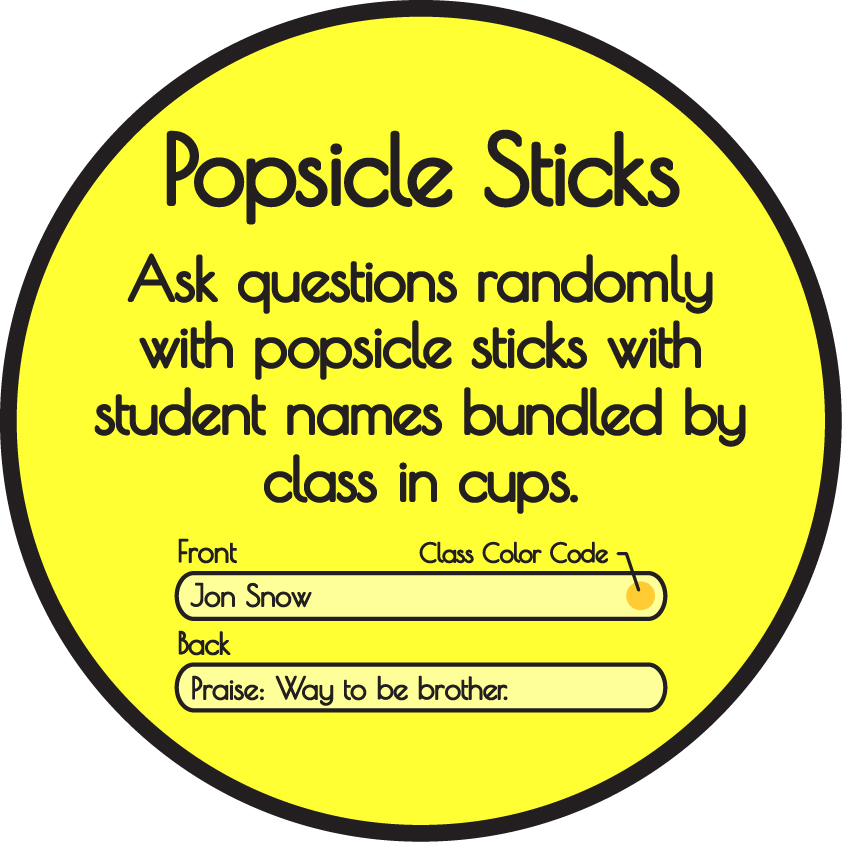 Popsicle Sticks
Ask questions randomly
with popsicle sticks with
student names bundled by
class in cups.
Front
Class Color Code
Jon Snow
Back
Praise: Way to be brother.